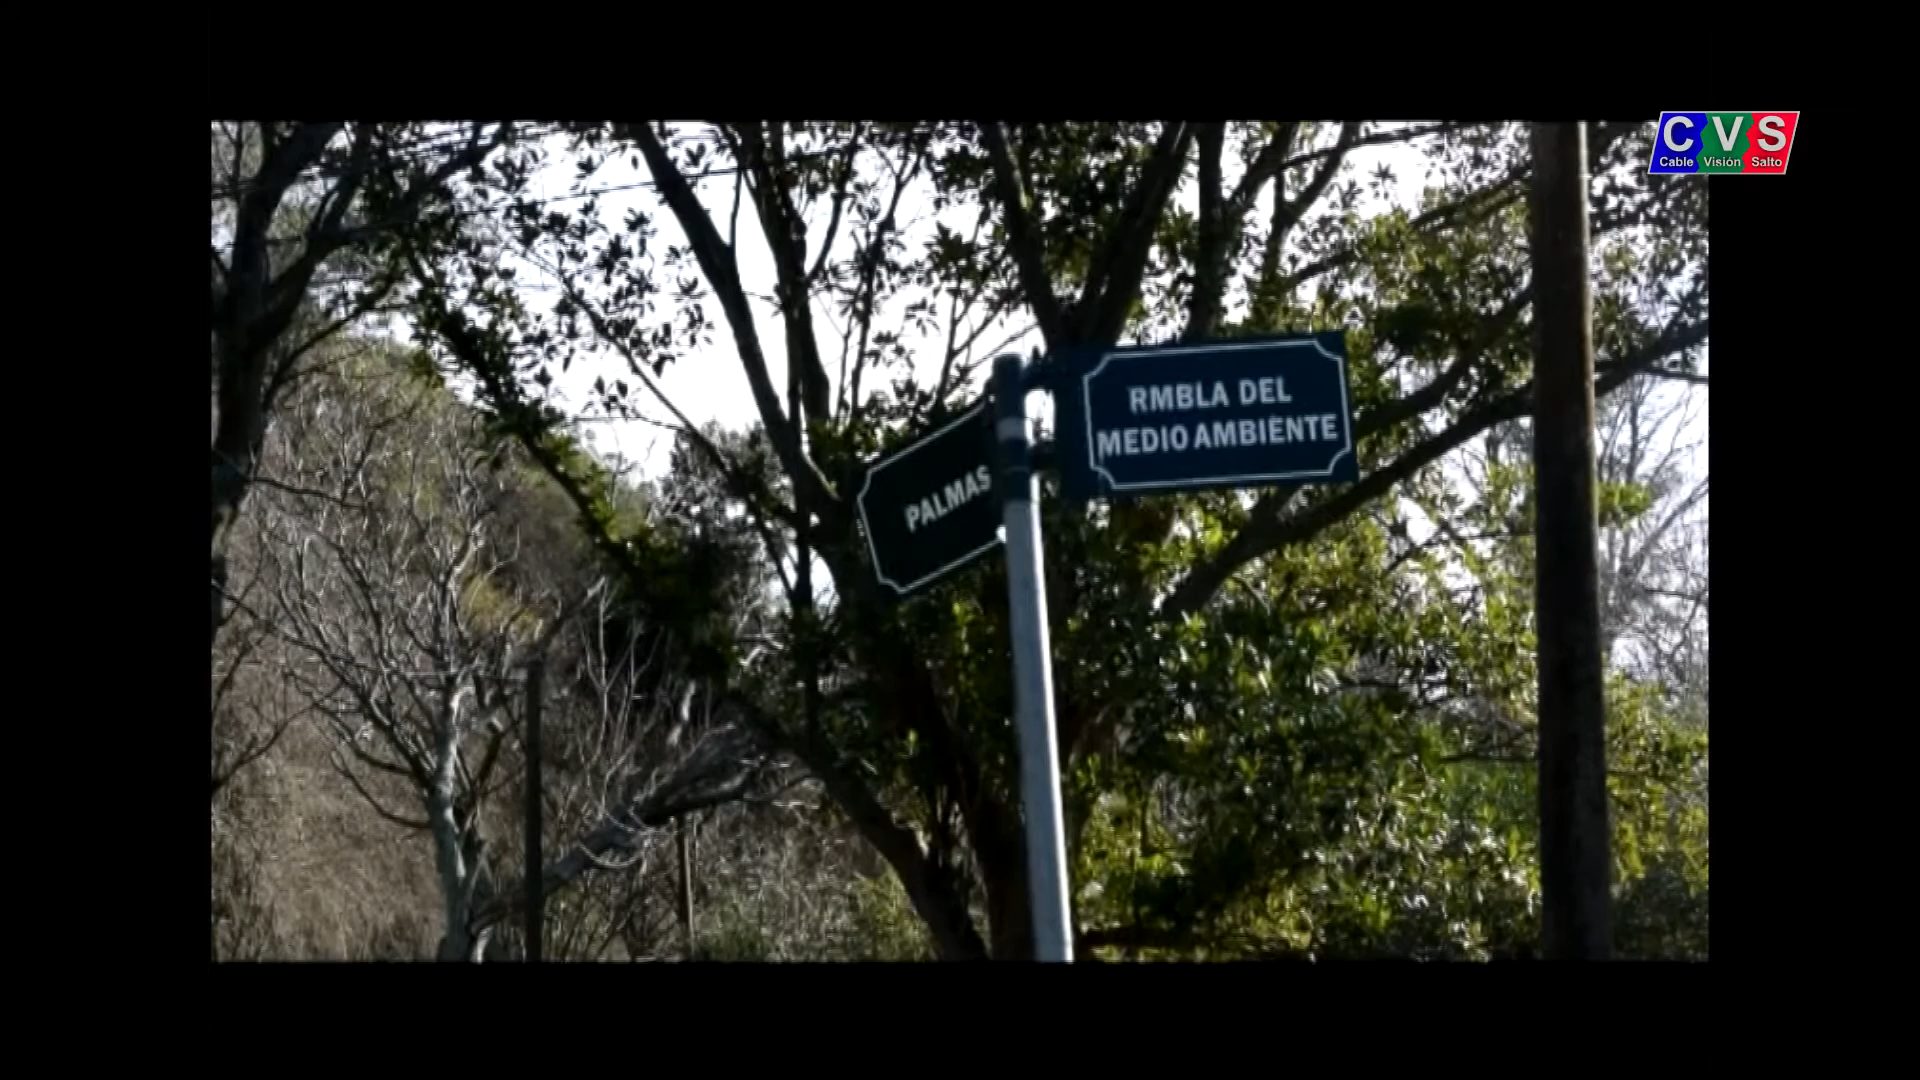 CVS
Cable Visión Salto
RMBLA DEL
MEDIO AMBIENTE
PALMAS